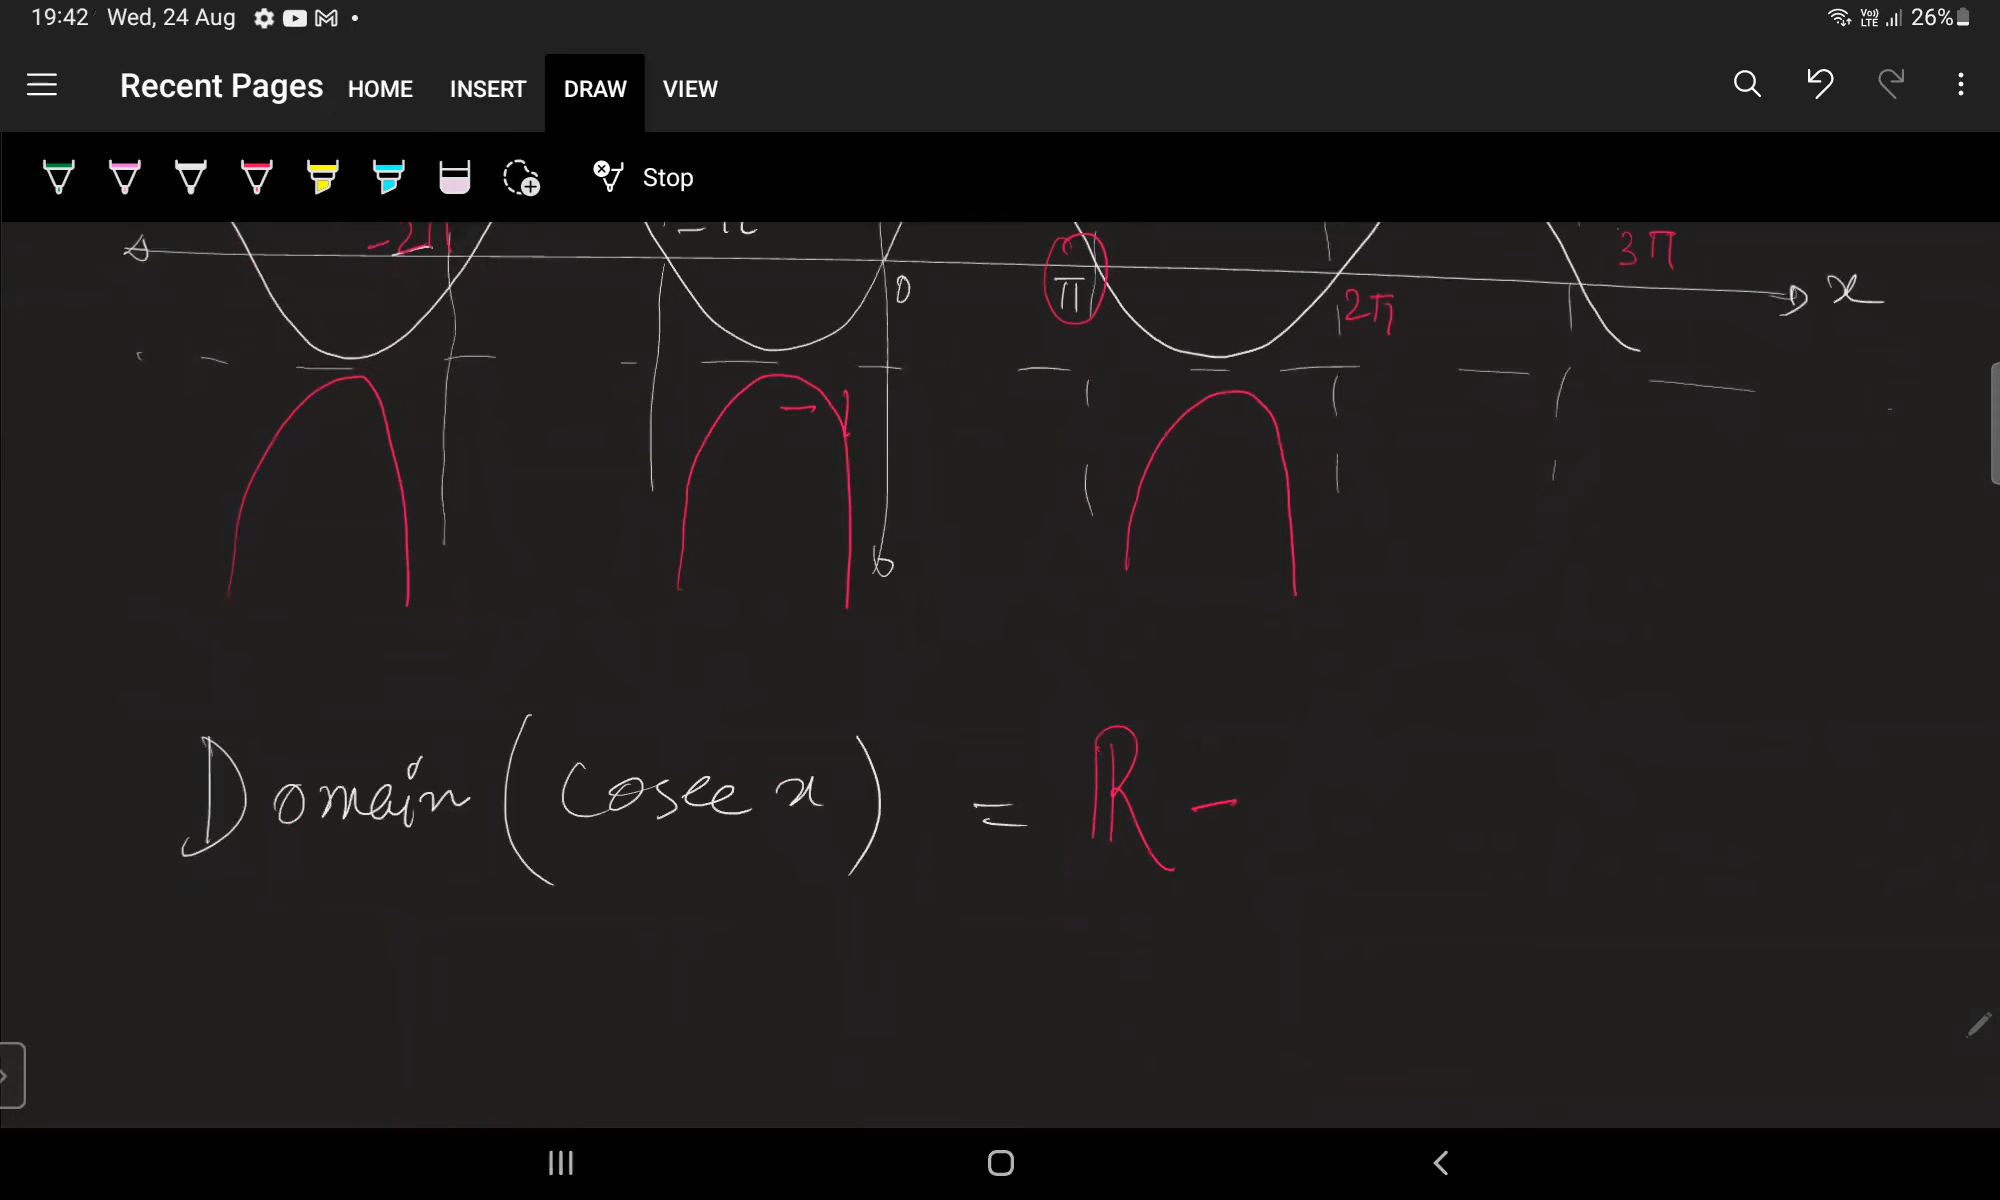 19:42 Wed, 24 Aug 26%
Recent Pages HOME INSERT DRAW VIEW
Stop
-2π -π π 3π
0 2π x
-1
Domain (Cosec x) = R -